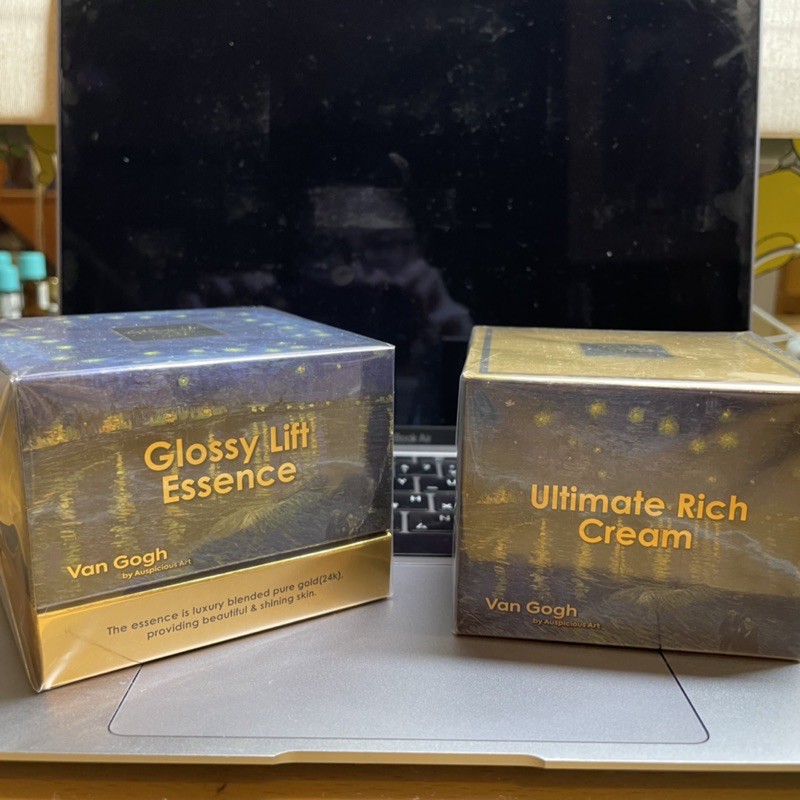 Glossy Lift
Essence
Van Gogh
by Auspicious Art
The essence is luxury blended pure gold(24k),
providing beautiful & shining skin.
Ultimate Rich
Cream
Van Gogh
by Auspicious Art